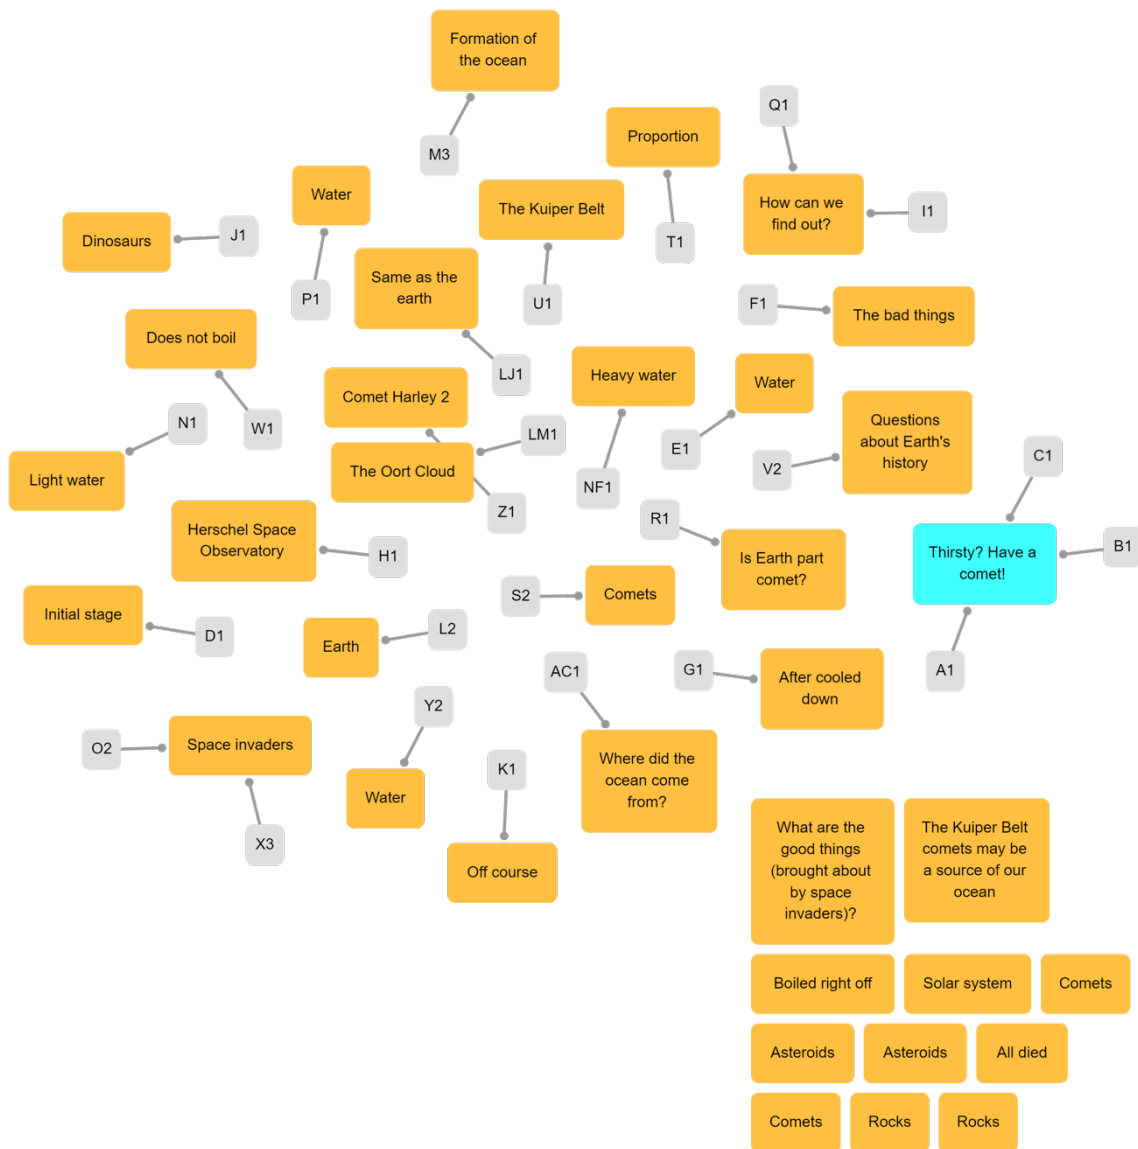 Formation of
the ocean
Q1
Proportion
M3
Water
The Kuiper Belt
How can we
find out?
I1
Dinosaurs
J1
T1
Same as the
earth
P1
U1
F1
The bad things
Does not boil
LJ1
Heavy water
Water
Comet Harley 2
N1
W1
LM1
E1
Questions
about Earth's
history
C1
Light water
The Oort Cloud
NF1
V2
Z1
R1
Herschel Space
Observatory
H1
Is Earth part
comet?
Thirsty? Have a
comet!
B1
S2
Comets
Initial stage
D1
Earth
L2
AC1
G1
After cooled
down
A1
Y2
O2
Space invaders
Where did the
ocean come
from?
K1
Water
X3
Off course
What are the
good things
(brought about
by space
invaders)?
The Kuiper Belt
comets may be
a source of our
ocean
Boiled right off
Solar system
Comets
Asteroids
Asteroids
All died
Comets
Rocks
Rocks